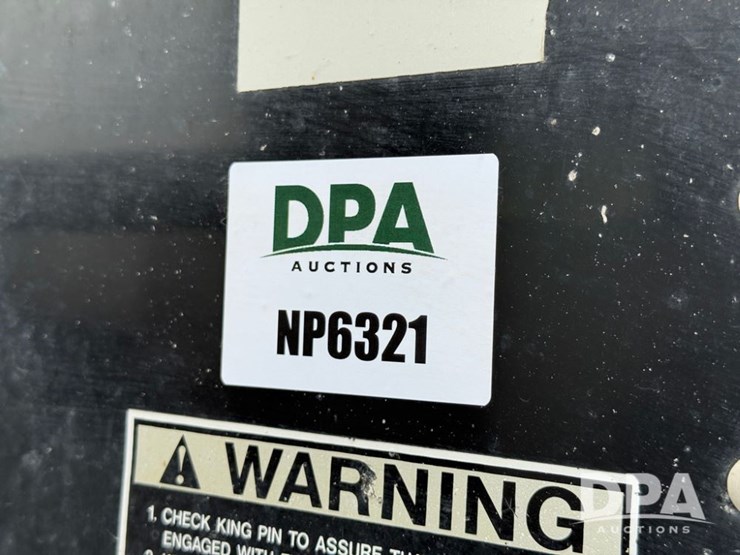 DPA
AUCTIONS
NP6321
WARNING
1. CHECK KING PIN TO ASSURE
ENGAGED WITH
DPA
AUCTIONS